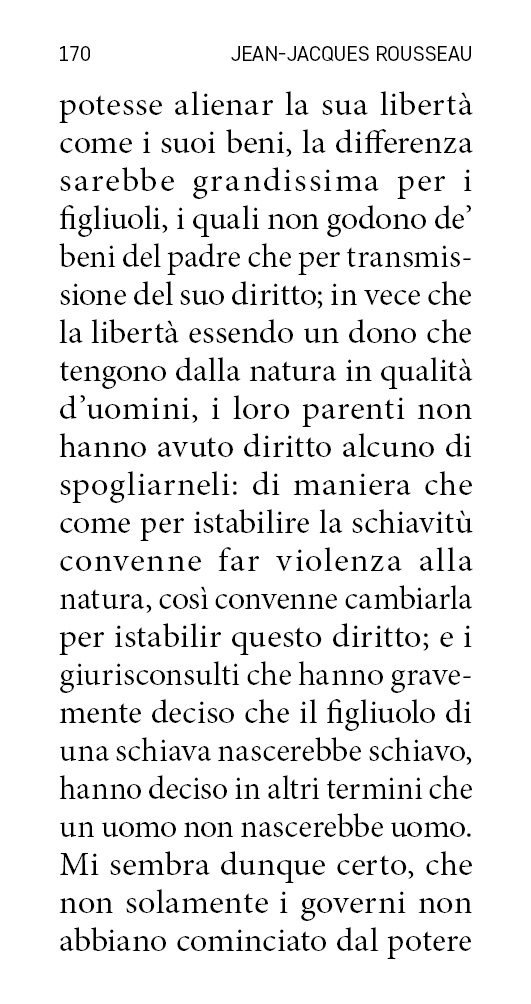 170 JEAN-JACQUES ROUSSEAU
potesse alienar la sua libertà
come i suoi beni, la differenza
sarebbe grandissima per i
figliuoli, i quali non godono de’
beni del padre che per transmis-
sione del suo diritto; in vece che
la libertà essendo un dono che
tengono dalla natura in qualità
d’uomini, i loro parenti non
hanno avuto diritto alcuno di
spogliarneli: di maniera che
come per istabilire la schiavitù
convenne far violenza alla
natura, così convenne cambiarla
per istabilir questo diritto; e i
giurisconsulti che hanno grave-
mente deciso che il figliuolo di
una schiava nascerebbe schiavo,
hanno deciso in altri termini che
un uomo non nascerebbe uomo.
Mi sembra dunque certo, che
non solamente i governi non
abbiano cominciato dal potere